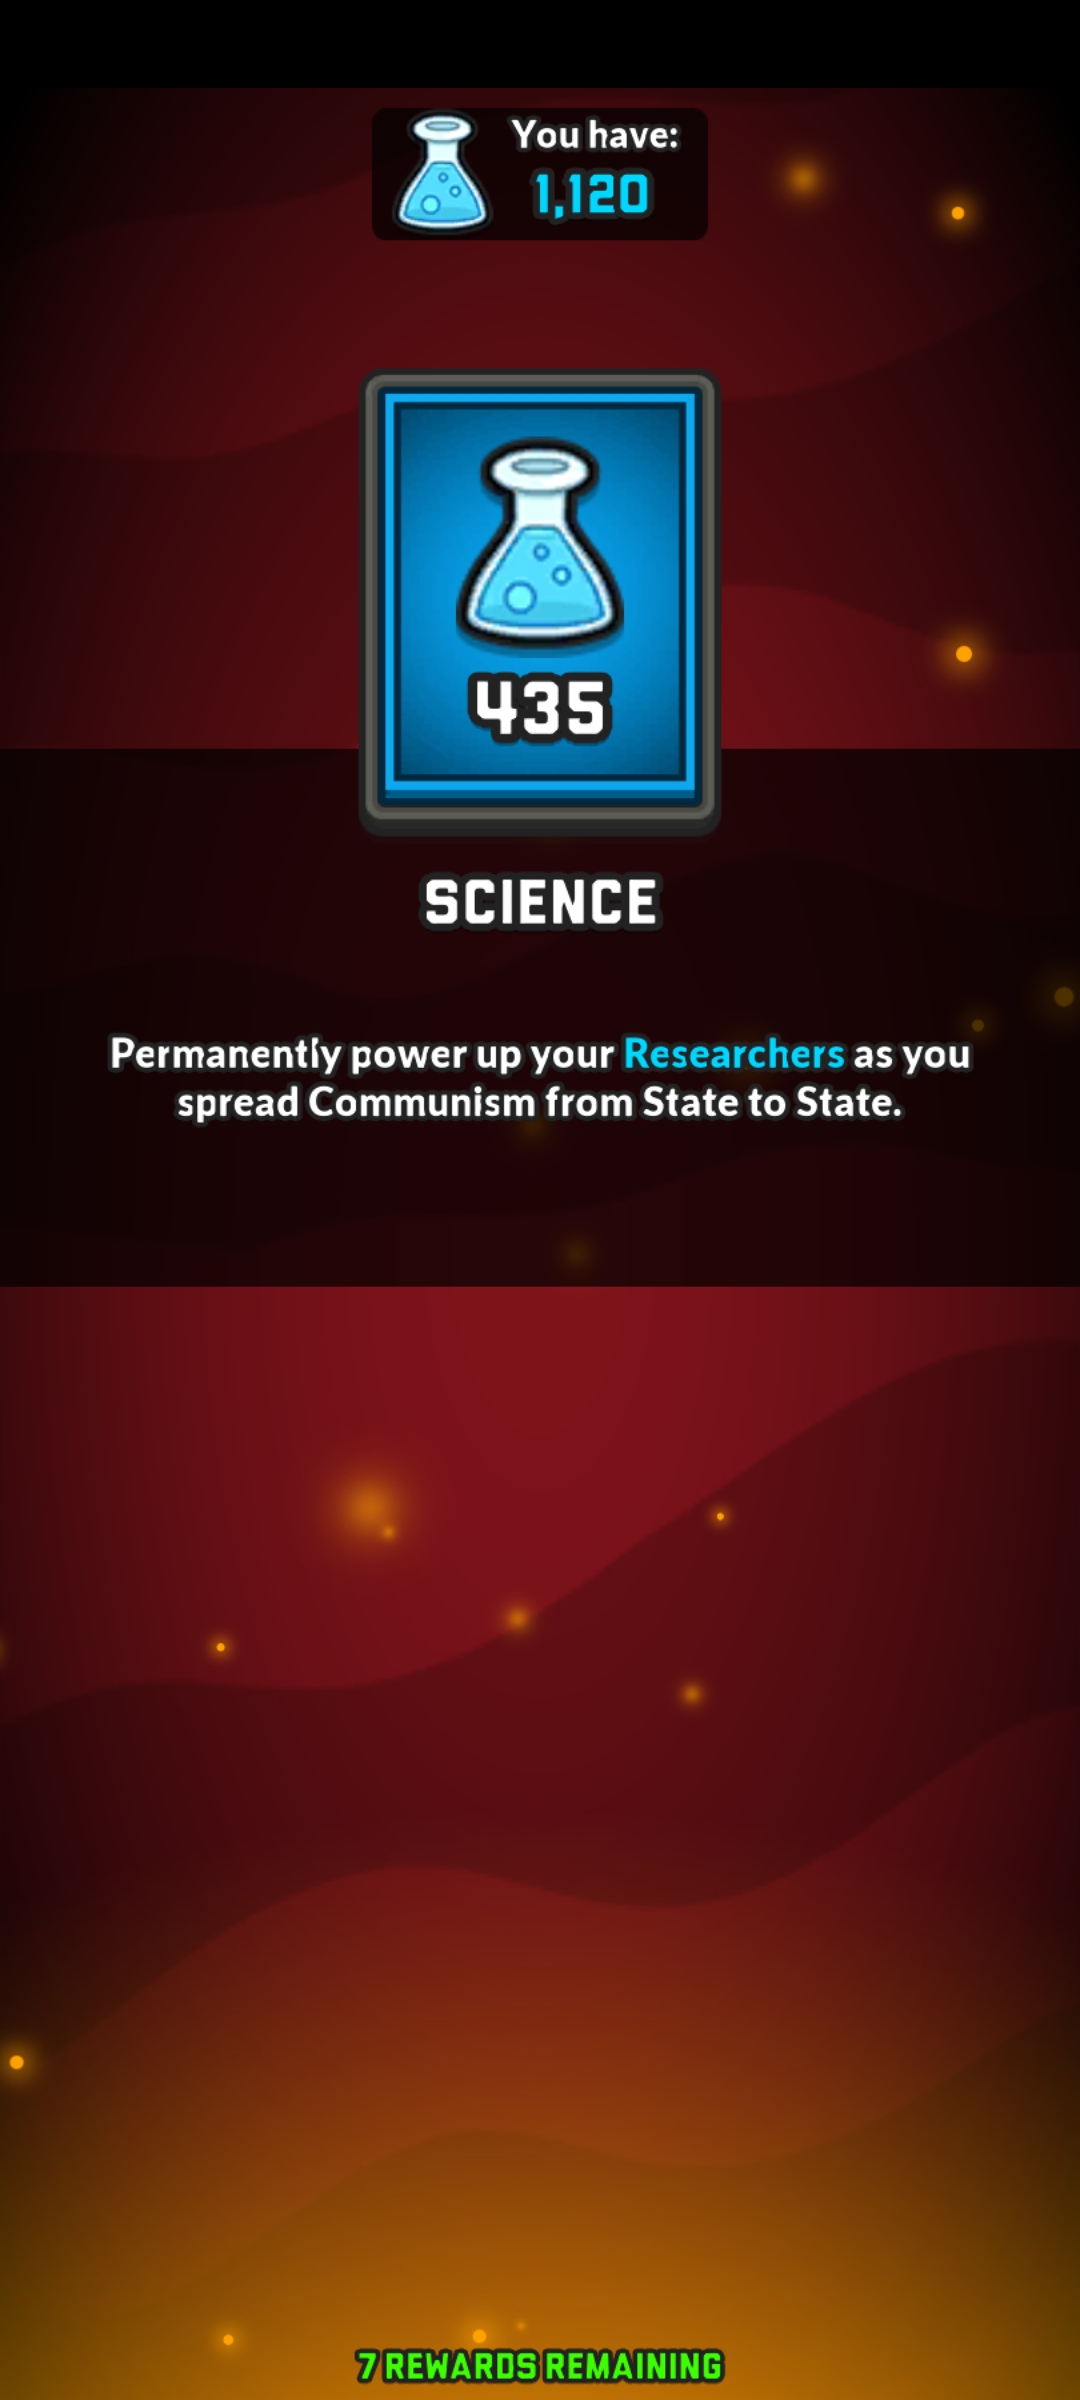 You have:
1,120
435
SCIENCE
Permanently power up your Researchers as you
spread Communism from State to State.
7 REWARDS REMAINING